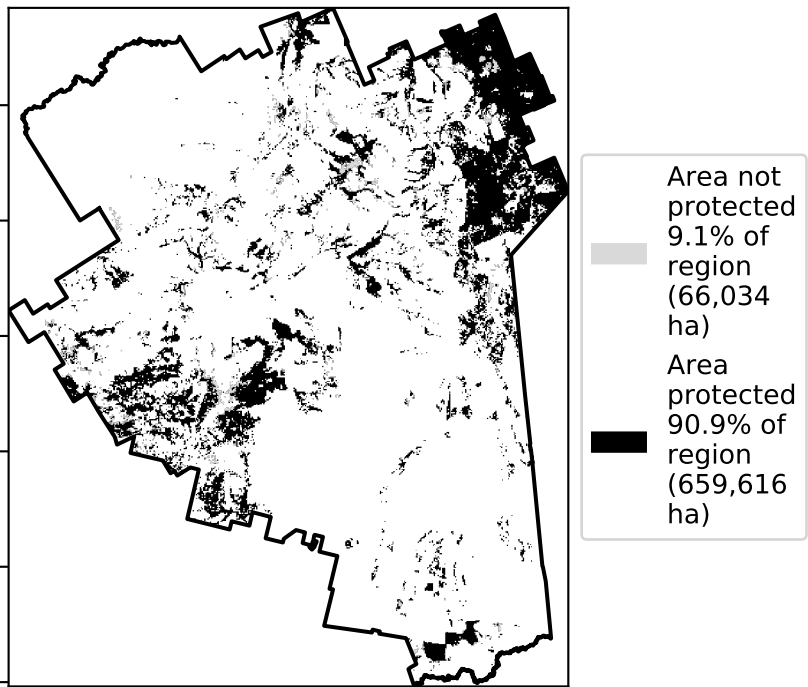 Area not
protected
9.1% of
region
(66,034
ha)
Area
protected
90.9% of
region
(659,616
ha)